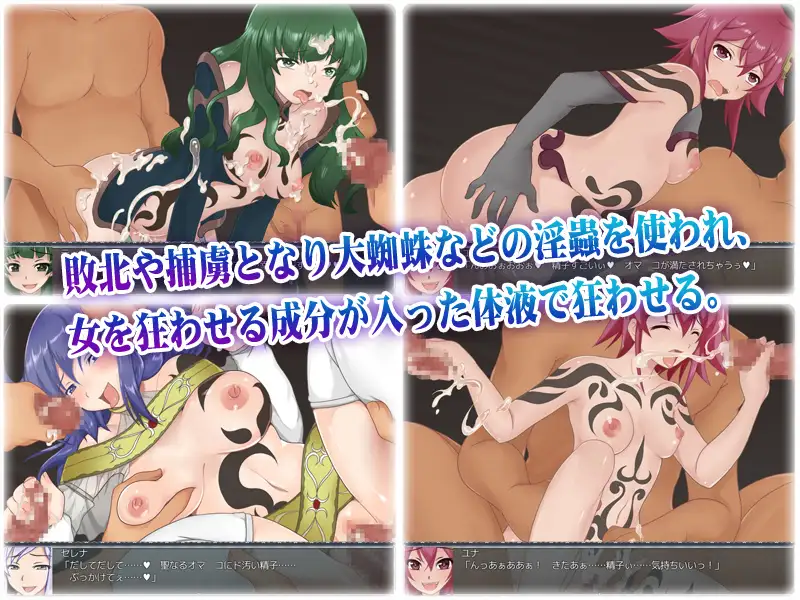 敗北や捕虜となり大蜘蛛などの淫蟲を使われ、
女を狂わせる成分が入った体液で狂わせる。
精子すごいぃ♥　オマ　コが満たされちゃうぅ♥」
セレナ
「だしてだして……♥　聖なるオマ　コにド汚い精子……
ぶっかけてぇ……♥」
ユナ
「んっあぁああぁ！　きたあぁ……精子ぃ……気持ちいいっ！」